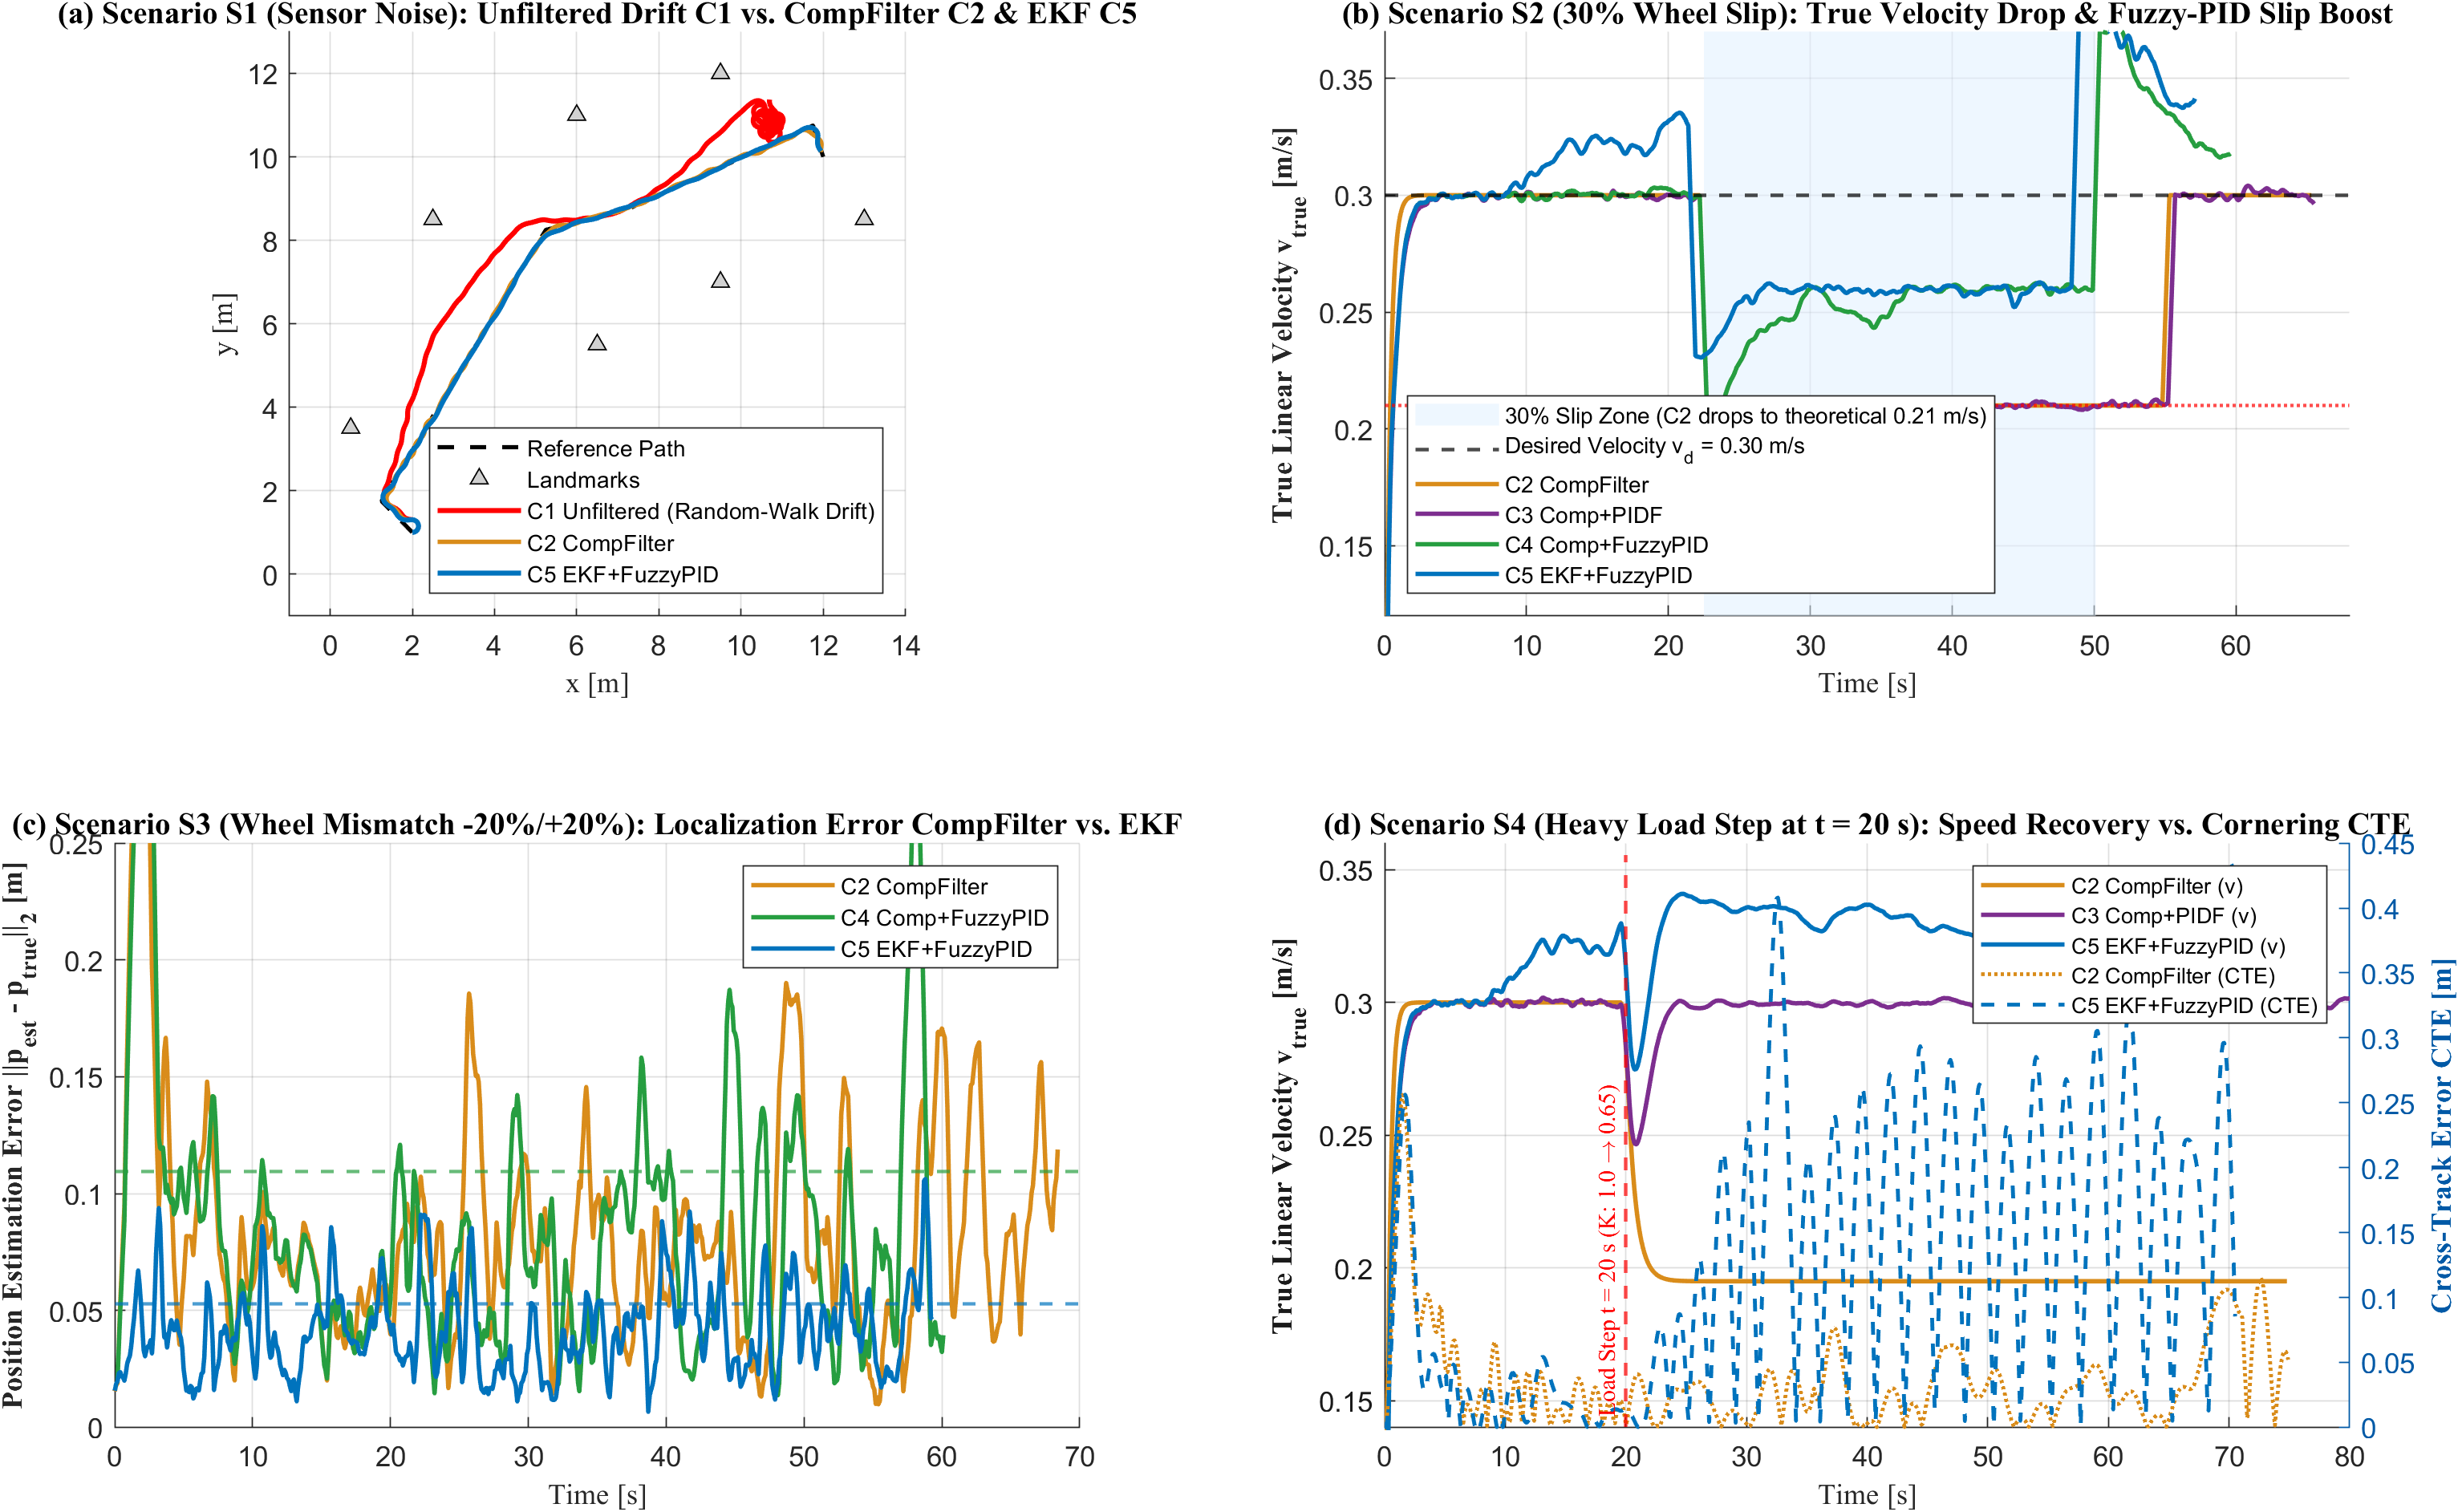 (a) Scenario S1 (Sensor Noise): Unfiltered Drift C1 vs. CompFilter C2 & EKF C5
12
10
8
6
4
2
0
y [m]
Reference Path
Landmarks
C1 Unfiltered (Random-Walk Drift)
C2 CompFilter
C5 EKF+FuzzyPID
0 2 4 6 8 10 12 14
x [m]
(b) Scenario S2 (30% Wheel Slip): True Velocity Drop & Fuzzy-PID Slip Boost
0.35
0.3
0.25
0.2
0.15
True Linear Velocity v_true [m/s]
30% Slip Zone (C2 drops to theoretical 0.21 m/s)
Desired Velocity v_d = 0.30 m/s
C2 CompFilter
C3 Comp+PIDF
C4 Comp+FuzzyPID
C5 EKF+FuzzyPID
0 10 20 30 40 50 60
Time [s]
(c) Scenario S3 (Wheel Mismatch -20%/+20%): Localization Error CompFilter vs. EKF
0.25
0.2
0.15
0.1
0.05
0
Position Estimation Error ||p_est - p_true||_2 [m]
C2 CompFilter
C4 Comp+FuzzyPID
C5 EKF+FuzzyPID
0 10 20 30 40 50 60 70
Time [s]
(d) Scenario S4 (Heavy Load Step at t = 20 s): Speed Recovery vs. Cornering CTE
0.35
0.3
0.25
0.2
0.15
True Linear Velocity v_true [m/s]
Load Step t = 20 s (K: 1.0 → 0.65)
C2 CompFilter (v)
C3 Comp+PIDF (v)
C5 EKF+FuzzyPID (v)
C2 CompFilter (CTE)
C5 EKF+FuzzyPID (CTE)
0.45
0.4
0.35
0.3
0.25
0.2
0.15
0.1
0.05
0
Cross-Track Error CTE [m]
0 10 20 30 40 50 60 70 80
Time [s]